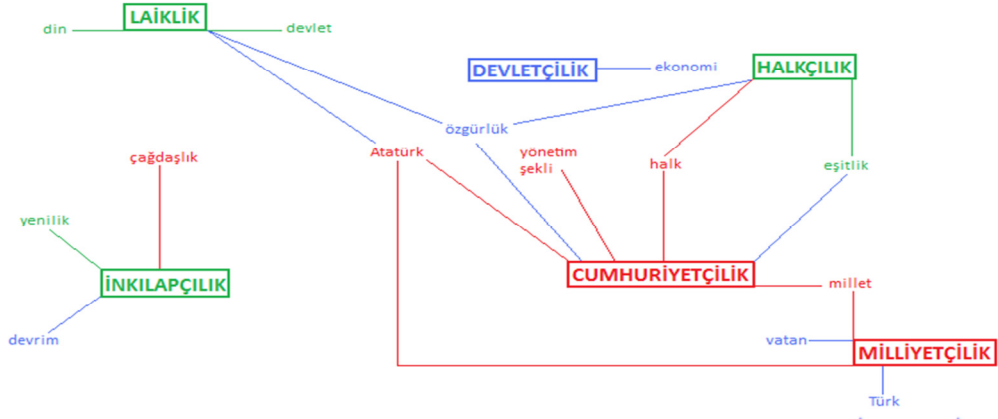 LAİKLİK
din
devlet
DEVLETÇİLİK
ekonomi
HALKÇILIK
özgürlük
Atatürk
yönetim
şekli
halk
eşitlik
çağdaşlık
yenilik
İNKILAPÇILIK
devrim
CUMHURİYETÇİLİK
millet
vatan
MİLLİYETÇİLİK
Türk